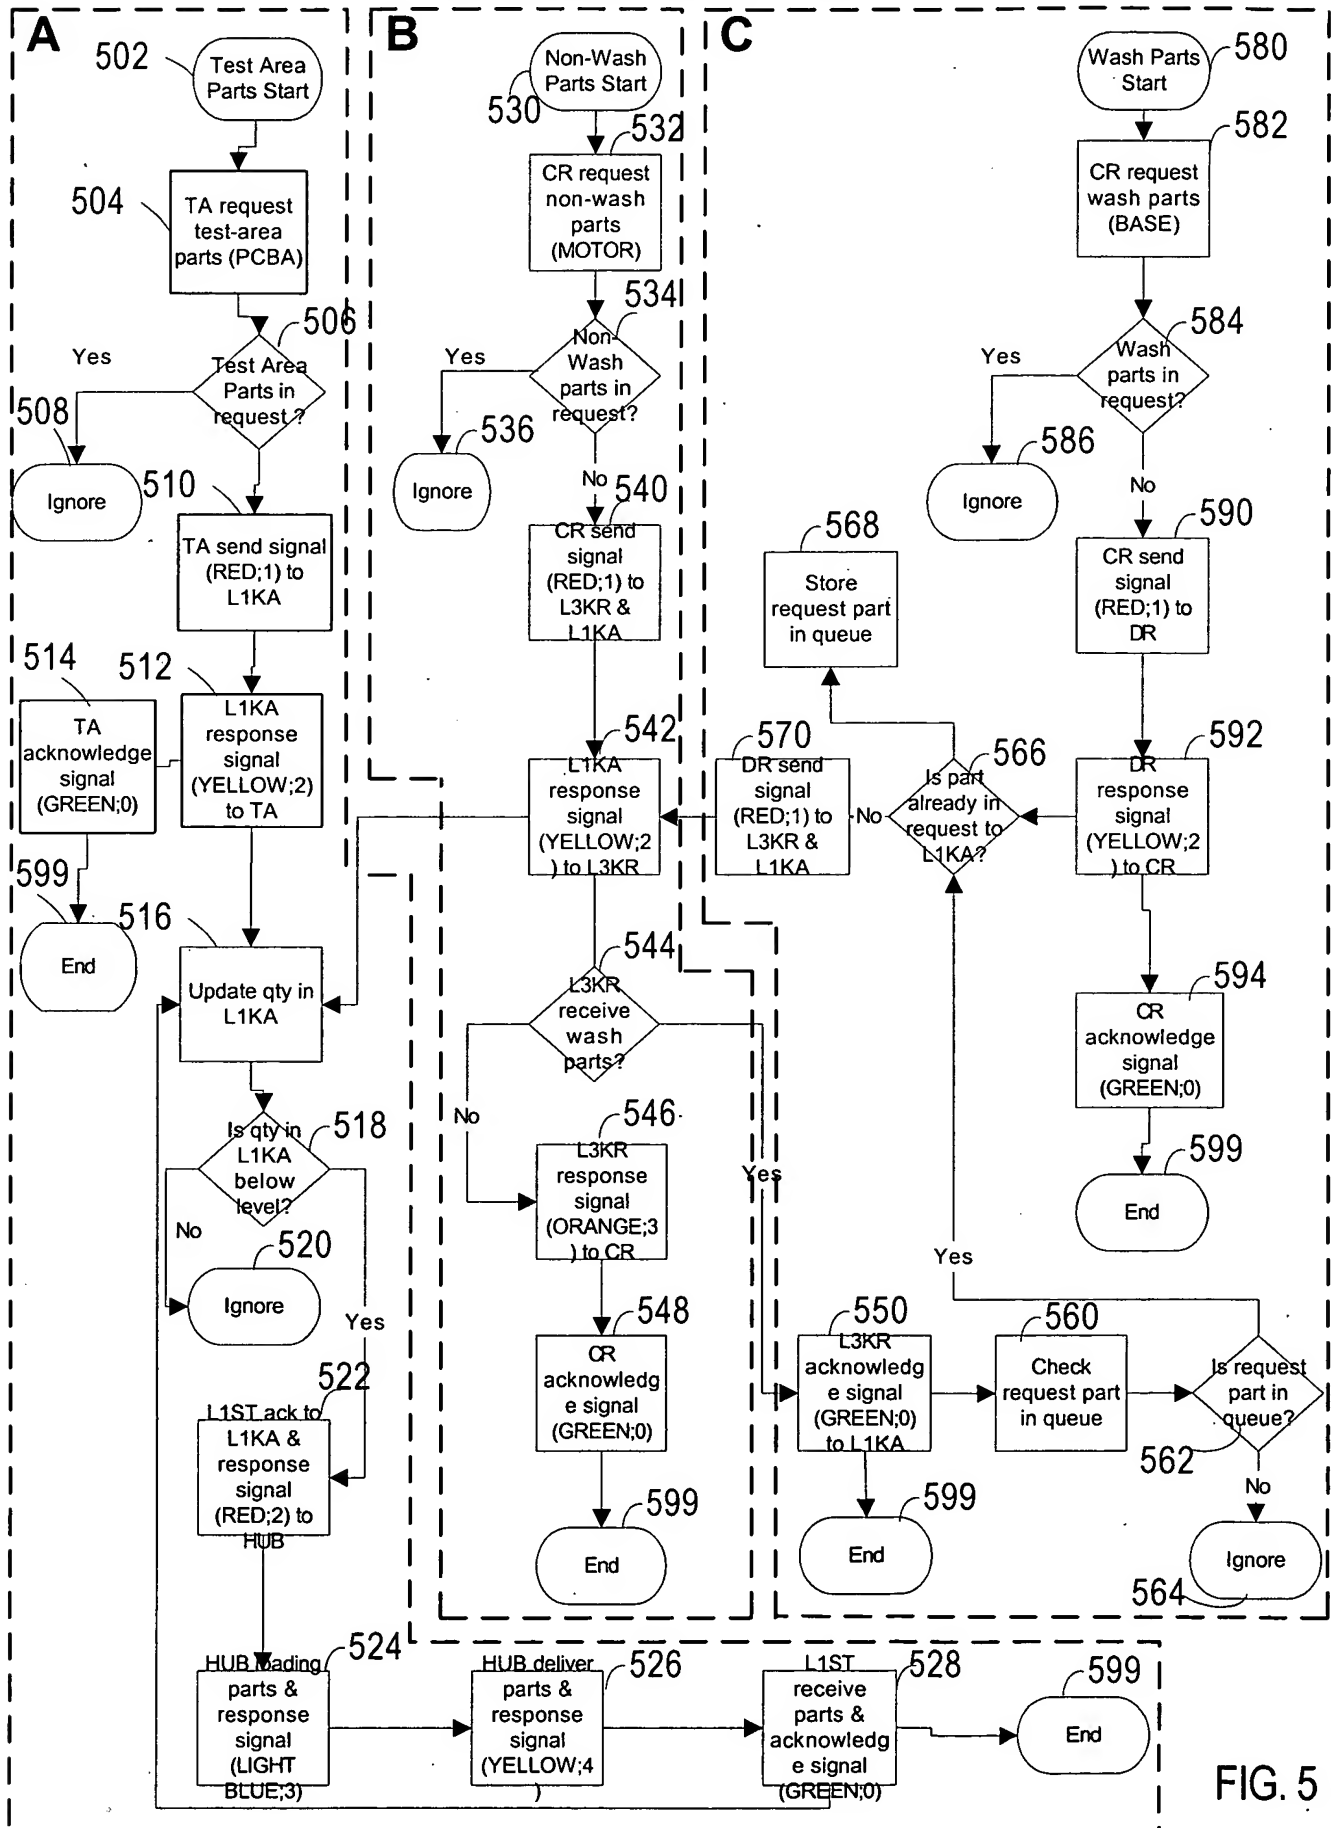 A
502
Test Area
Parts Start
504
TA request
test-area
parts (PCBA)
506
Yes
Test Area
Parts in
request ?
508
Ignore
510
TA send signal
(RED;1) to
L1KA
514
512
TA
acknowledge
signal
(GREEN;0)
L1KA
response
signal
(YELLOW;2)
to TA
599
End
516
Update qty in
L1KA
518
Is qty in
L1KA
below
level?
No
520
Ignore
Yes
522
L1ST ack to
L1KA &
response
signal
(RED;2) to
HUB
524
HUB loading
parts &
response
signal
(LIGHT
BLUE;3)
526
HUB deliver
parts &
response
signal
(YELLOW;4
)
528
L1ST
receive
parts &
acknowledg
e signal
(GREEN;0)
599
End
B
Non-Wash
Parts Start
530
532
CR request
non-wash
parts
(MOTOR)
534
Yes
Non-
Wash
parts in
request?
536
Ignore
No
540
CR send
signal
(RED;1) to
L3KR &
L1KA
542
L1KA
response
signal
(YELLOW;2
) to L3KR
544
L3KR
receive
wash
parts?
No
Yes
546
L3KR
response
signal
(ORANGE;3
) to CR
548
CR
acknowledg
e signal
(GREEN;0)
599
End
C
Wash Parts
Start
580
582
CR request
wash parts
(BASE)
584
Yes
Wash
parts in
request?
586
Ignore
No
590
CR send
signal
(RED;1) to
DR
568
Store
request part
in queue
592
DR
response
signal
(YELLOW;2
) to CR
566
Is part
already in
request to
L1KA?
No
570
DR send
signal
(RED;1) to
L3KR &
L1KA
594
CR
acknowledge
signal
(GREEN;0)
599
End
Yes
550
L3KR
acknowledg
e signal
(GREEN;0)
to L1KA
560
Check
request part
in queue
Is request
part in
queue?
562
No
599
End
Ignore
564
FIG. 5